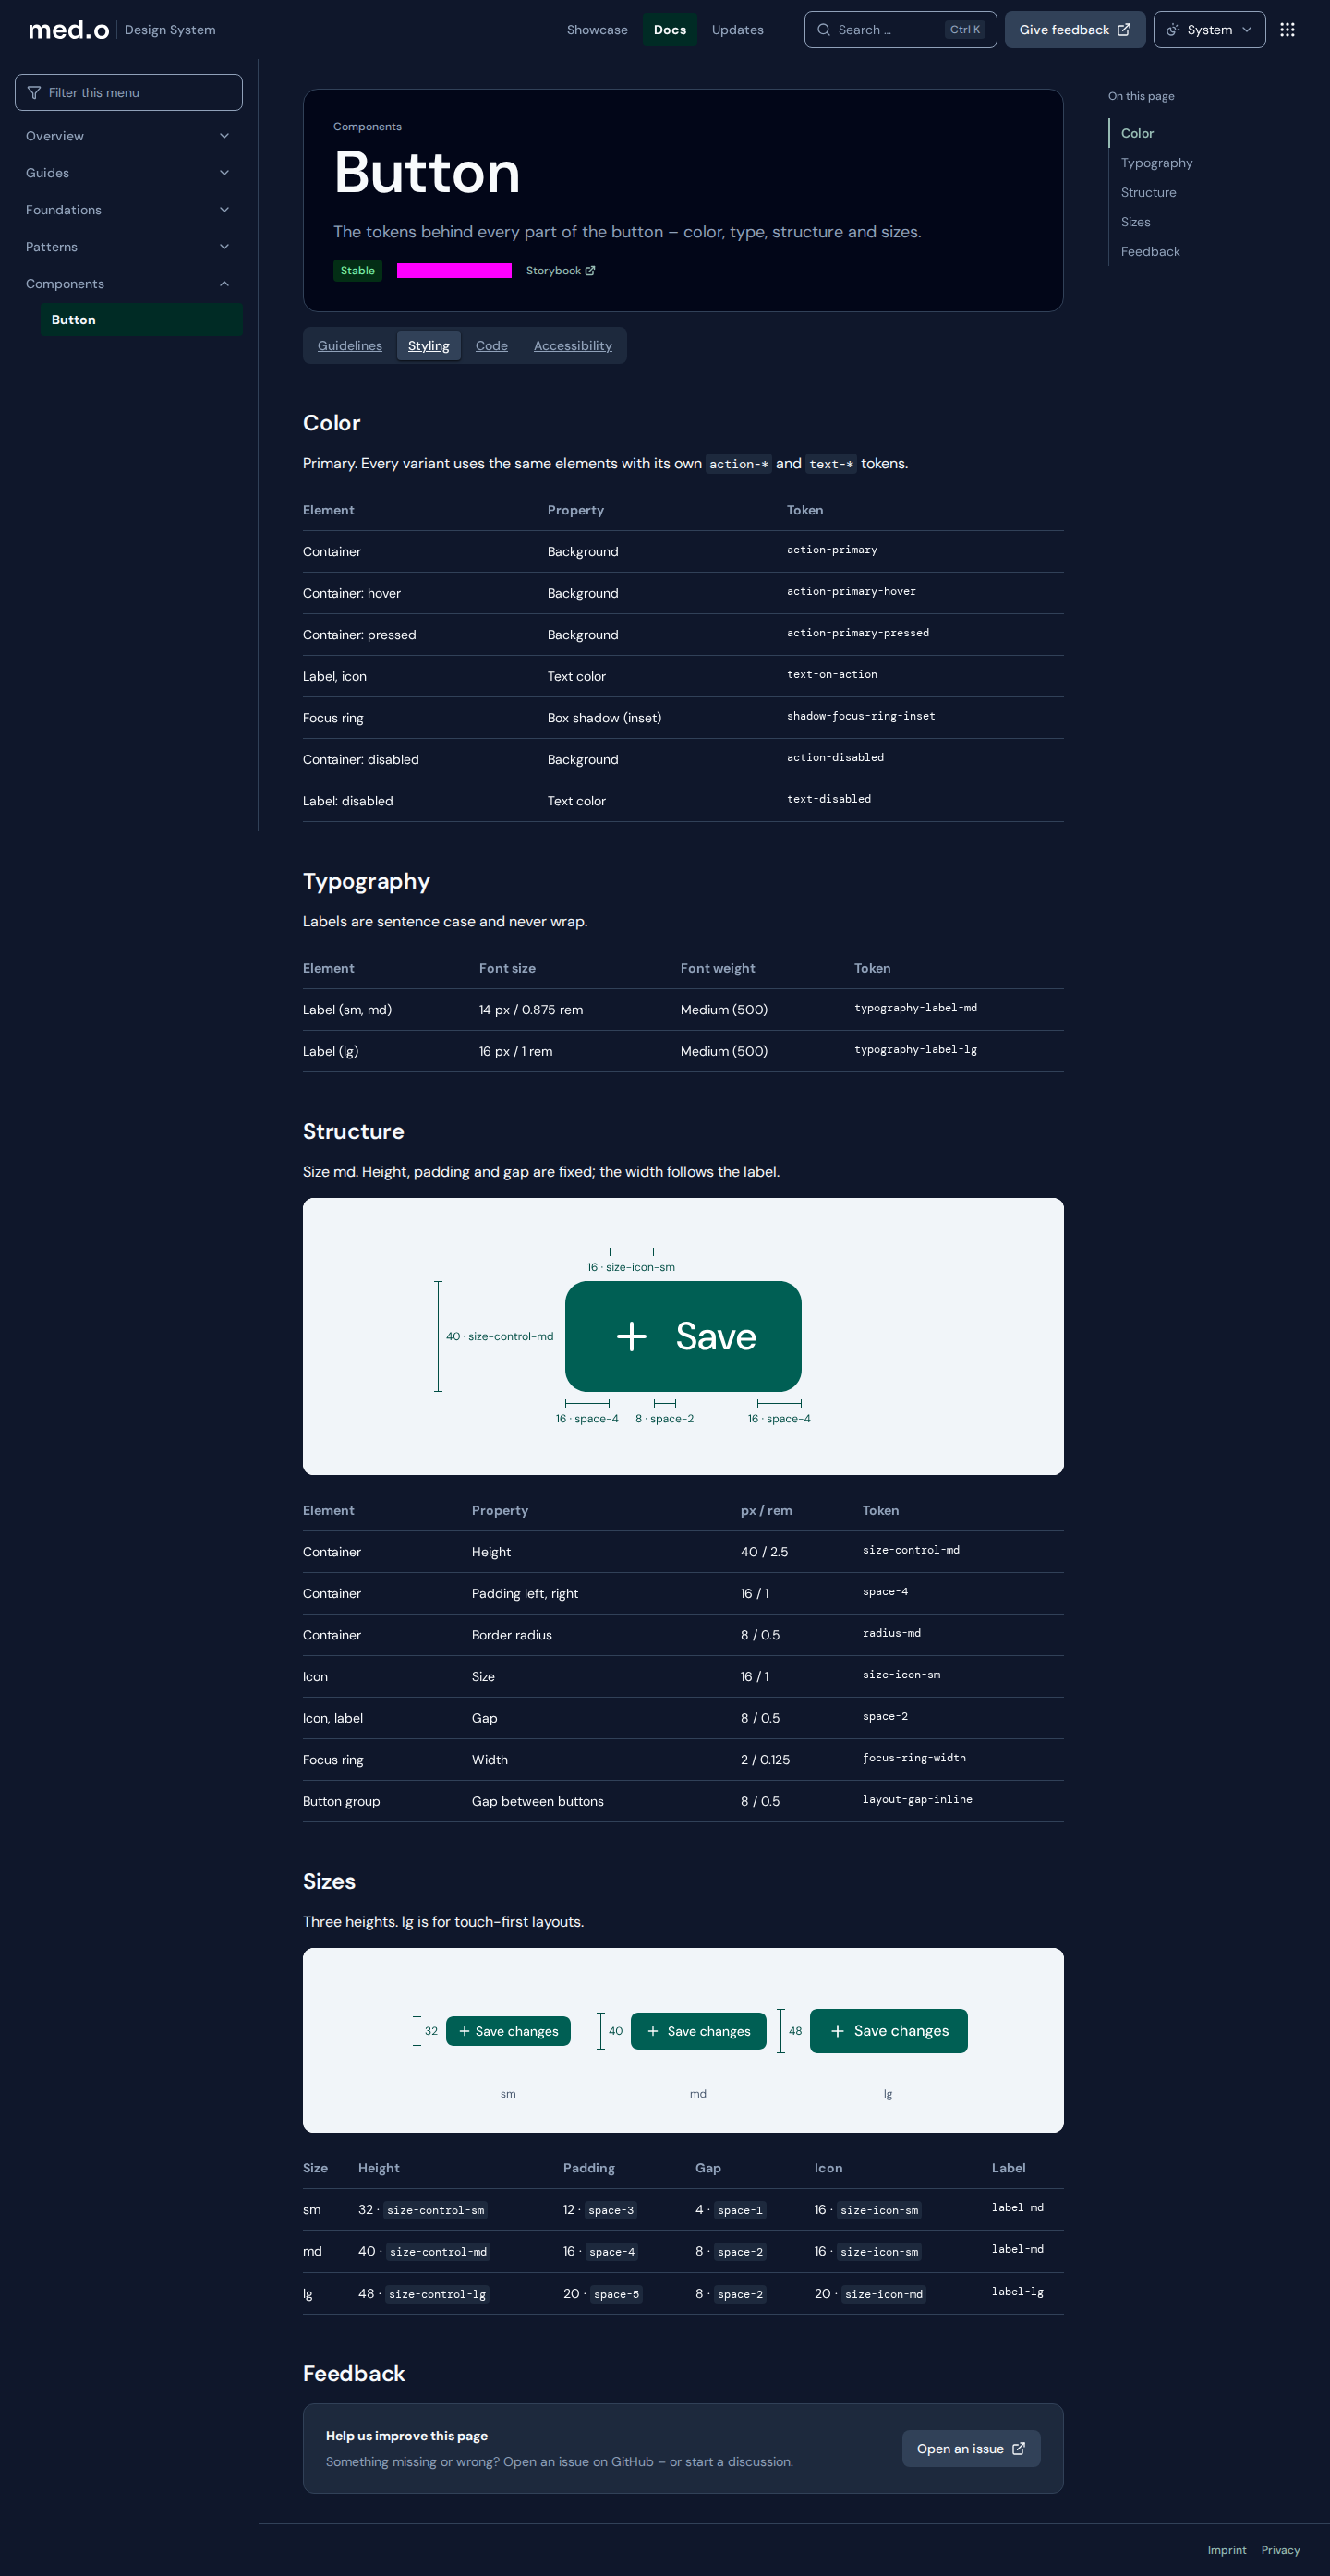 med.o Design System Showcase Docs Updates Search ... Ctrl K Give feedback System
Filter this menu
Overview
Guides
Foundations
Patterns
Components
Button
Components
Button
The tokens behind every part of the button – color, type, structure and sizes.
Stable Storybook
Guidelines Styling Code Accessibility
On this page
Color
Typography
Structure
Sizes
Feedback
Color
Primary. Every variant uses the same elements with its own action-* and text-* tokens.
Element Property Token
Container Background action-primary
Container: hover Background action-primary-hover
Container: pressed Background action-primary-pressed
Label, icon Text color text-on-action
Focus ring Box shadow (inset) shadow-focus-ring-inset
Container: disabled Background action-disabled
Label: disabled Text color text-disabled
Typography
Labels are sentence case and never wrap.
Element Font size Font weight Token
Label (sm, md) 14 px / 0.875 rem Medium (500) typography-label-md
Label (lg) 16 px / 1 rem Medium (500) typography-label-lg
Structure
Size md. Height, padding and gap are fixed; the width follows the label.
16 · size-icon-sm
40 · size-control-md
Save
16 · space-4 8 · space-2 16 · space-4
Element Property px / rem Token
Container Height 40 / 2.5 size-control-md
Container Padding left, right 16 / 1 space-4
Container Border radius 8 / 0.5 radius-md
Icon Size 16 / 1 size-icon-sm
Icon, label Gap 8 / 0.5 space-2
Focus ring Width 2 / 0.125 focus-ring-width
Button group Gap between buttons 8 / 0.5 layout-gap-inline
Sizes
Three heights. lg is for touch-first layouts.
32 Save changes 40 Save changes 48 Save changes
sm md lg
Size Height Padding Gap Icon Label
sm 32 · size-control-sm 12 · space-3 4 · space-1 16 · size-icon-sm label-md
md 40 · size-control-md 16 · space-4 8 · space-2 16 · size-icon-sm label-md
lg 48 · size-control-lg 20 · space-5 8 · space-2 20 · size-icon-md label-lg
Feedback
Help us improve this page
Something missing or wrong? Open an issue on GitHub – or start a discussion.
Open an issue
Imprint Privacy